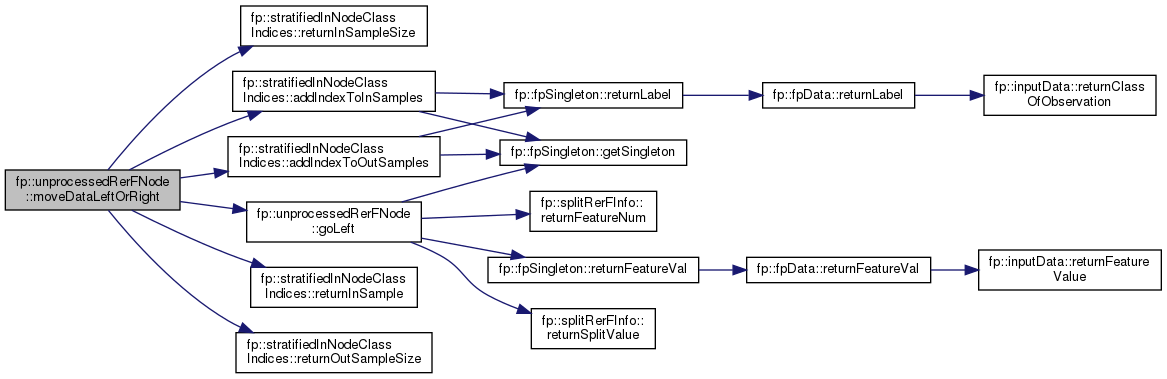 fp::unprocessedRerFNode
::moveDataLeftOrRight
fp::stratifiedInNodeClass
Indices::returnInSampleSize
fp::stratifiedInNodeClass
Indices::addIndexToInSamples
fp::stratifiedInNodeClass
Indices::addIndexToOutSamples
fp::unprocessedRerFNode
::goLeft
fp::stratifiedInNodeClass
Indices::returnInSample
fp::stratifiedInNodeClass
Indices::returnOutSampleSize
fp::fpSingleton::returnLabel
fp::fpSingleton::getSingleton
fp::splitRerFInfo::
returnFeatureNum
fp::fpSingleton::returnFeatureVal
fp::splitRerFInfo::
returnSplitValue
fp::fpData::returnLabel
fp::fpData::returnFeatureVal
fp::inputData::returnClass
OfObservation
fp::inputData::returnFeature
Value